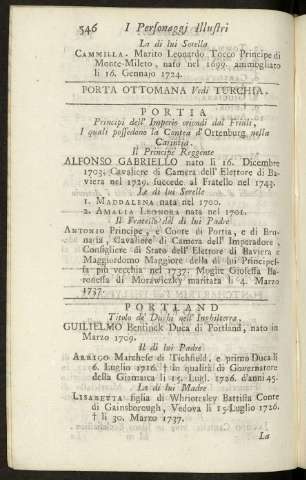 546 I Personaggi Illustri
La di lui Sorella
CAMMILLA. Marito Leonardo Tocco Principe di
Monte-Mileto, nato nel 1699. ammogliato
li 16. Gennajo 1724.
PORTA OTTOMANA Vedi TURCHIA.
PORTIA
Principi dell' Imperio oriondi dal Friuli;
I quali possedono la Contea d'Ortenburg nella
Carintia.
Il Principe Reggente
ALFONSO GABRIELLO nato li 16. Dicembre
1703. Cavaliere di Camera dell' Elettore di Ba-
viera nel 1729. succede al Fratello nel 1743.
Le di lui Sorelle
1. MADDALENA nata nel 1700.
2. AMALIA LEONORA nata nel 1701.
Il Fratello del di lui Padre
ANTONIO Principe, e Conte di Portia, e di Bru-
naria, Cavaliere di Camera dell' Imperadore,
Consigliere di Stato dell' Elettore di Baviera e
Maggiordomo Maggiore della di lui Principes-
sa più vecchia nel 1737. Moglie Gioseffa Ba-
ronessa di Morawiczky maritata li 4. Marzo
1737.
PORTLAND
Titolo de' Duchi nell' Inghilterra.
GUILIELMO Bentinck Duca di Portland, nato in
Marzo 1709.
Il di lui Padre
ARRIGO Marchese di Tichfield, e primo Duca li
6. Luglio 1716. † in qualità di Governatore
della Giamaica li 15. Lugl. 1726. d'anni 45.
La di lui Madre
LISABETTA figlia di Whriotesley Battista Conte
di Gainsborough, Vedova li 15 Luglio 1726.
† li 30. Marzo 1737.
La